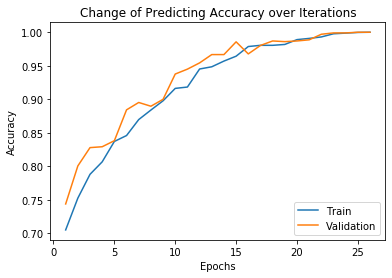 Change of Predicting Accuracy over Iterations
1.00
0.95
0.90
0.85
0.80
0.75
0.70
Accuracy
0 5 10 15 20 25
Epochs
Train
Validation